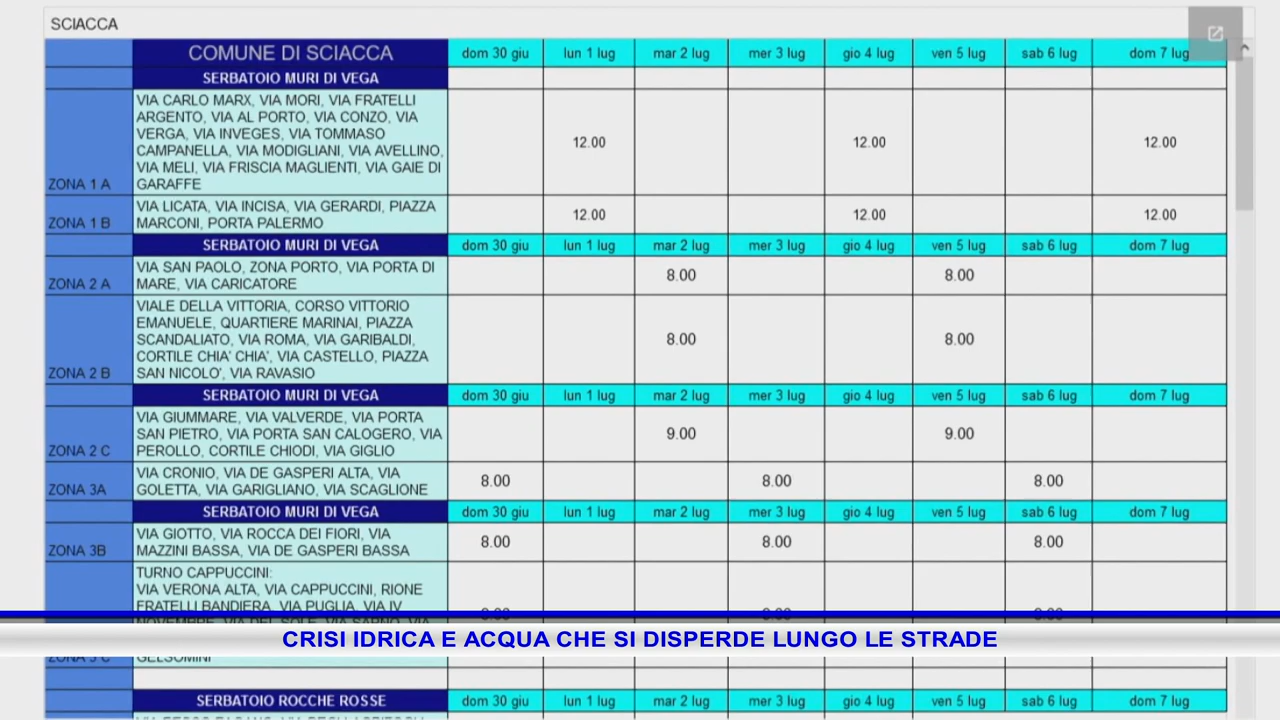 SCIACCA
COMUNE DI SCIACCA dom 30 giu lun 1 lug mar 2 lug mer 3 lug gio 4 lug ven 5 lug sab 6 lug dom 7 lug
SERBATOIO MURI DI VEGA
VIA CARLO MARX, VIA MORI, VIA FRATELLI
ARGENTO, VIA AL PORTO, VIA CONZO, VIA
VERGA, VIA INVEGES, VIA TOMMASO
12.00 12.00 12.00
CAMPANELLA, VIA MODIGLIANI, VIA AVELLINO,
VIA MELI, VIA FRISCIA MAGLIENTI, VIA GAIE DI
ZONA 1 A GARAFFE
VIA LICATA, VIA INCISA, VIA GERARDI, PIAZZA
12.00 12.00 12.00
ZONA 1 B MARCONI, PORTA PALERMO
SERBATOIO MURI DI VEGA dom 30 giu lun 1 lug mar 2 lug mer 3 lug gio 4 lug ven 5 lug sab 6 lug dom 7 lug
VIA SAN PAOLO, ZONA PORTO, VIA PORTA DI
8.00 8.00
ZONA 2 A MARE, VIA CARICATORE
VIALE DELLA VITTORIA, CORSO VITTORIO
EMANUELE, QUARTIERE MARINAI, PIAZZA
SCANDALIATO, VIA ROMA, VIA GARIBALDI, 8.00 8.00
CORTILE CHIA' CHIA', VIA CASTELLO, PIAZZA
ZONA 2 B SAN NICOLO', VIA RAVASIO
SERBATOIO MURI DI VEGA dom 30 giu lun 1 lug mar 2 lug mer 3 lug gio 4 lug ven 5 lug sab 6 lug dom 7 lug
VIA GIUMMARE, VIA VALVERDE, VIA PORTA
SAN PIETRO, VIA PORTA SAN CALOGERO, VIA 9.00 9.00
ZONA 2 C PEROLLO, CORTILE CHIODI, VIA GIGLIO
VIA CRONIO, VIA DE GASPERI ALTA, VIA
8.00 8.00 8.00
ZONA 3A GOLETTA, VIA GARIGLIANO, VIA SCAGLIONE
SERBATOIO MURI DI VEGA dom 30 giu lun 1 lug mar 2 lug mer 3 lug gio 4 lug ven 5 lug sab 6 lug dom 7 lug
VIA GIOTTO, VIA ROCCA DEI FIORI, VIA
8.00 8.00 8.00
ZONA 3B MAZZINI BASSA, VIA DE GASPERI BASSA
TURNO CAPPUCCINI:
VIA VERONA ALTA, VIA CAPPUCCINI, RIONE
FRATELLI BANDIERA, VIA PUGLIA, VIA IV
CRISI IDRICA E ACQUA CHE SI DISPERDE LUNGO LE STRADE
GELSOMINI
SERBATOIO ROCCHE ROSSE dom 30 giu lun 1 lug mar 2 lug mer 3 lug gio 4 lug ven 5 lug sab 6 lug dom 7 lug